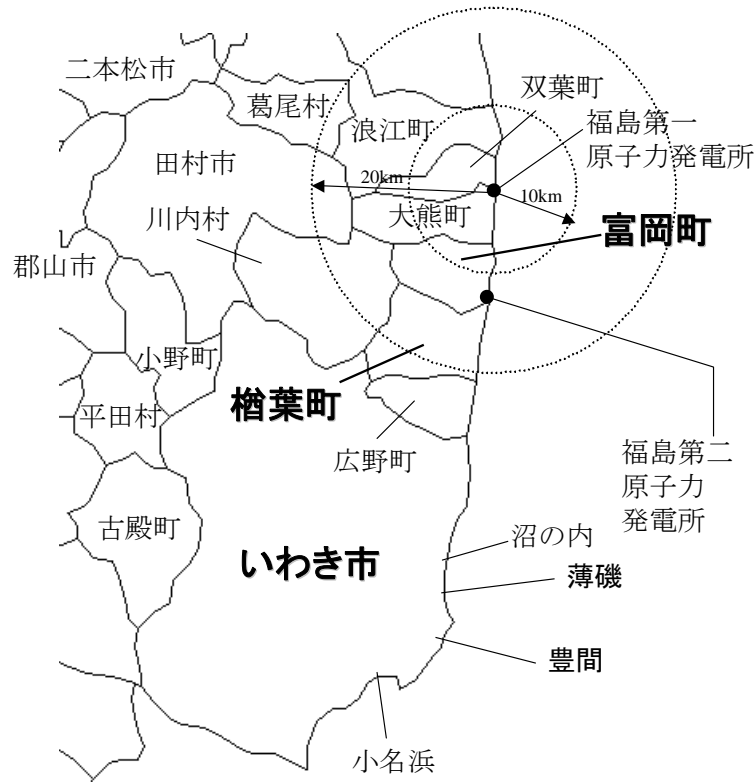 二本松市
双葉町
葛尾村
浪江町
福島第一
原子力発電所
田村市
20km
10km
川内村
大熊町
富岡町
郡山市
小野町
楢葉町
平田村
広野町
福島第二
原子力
発電所
古殿町
いわき市
沼の内
薄磯
豊間
小名浜